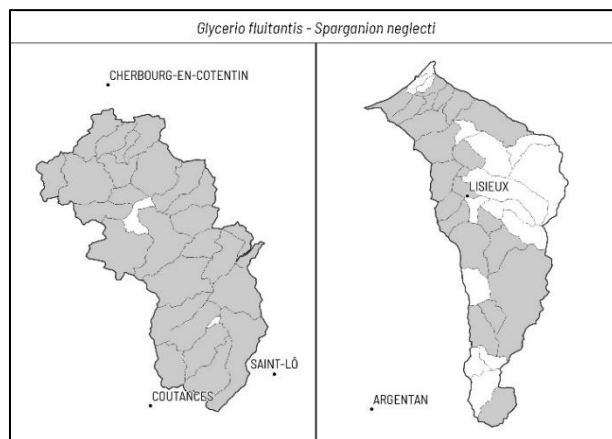 Glycerio fluitantis - Sparganion neglecti
CHERBOURG-EN-COTENTIN
LISIEUX
SAINT-LÔ
COUTANCES
ARGENTAN